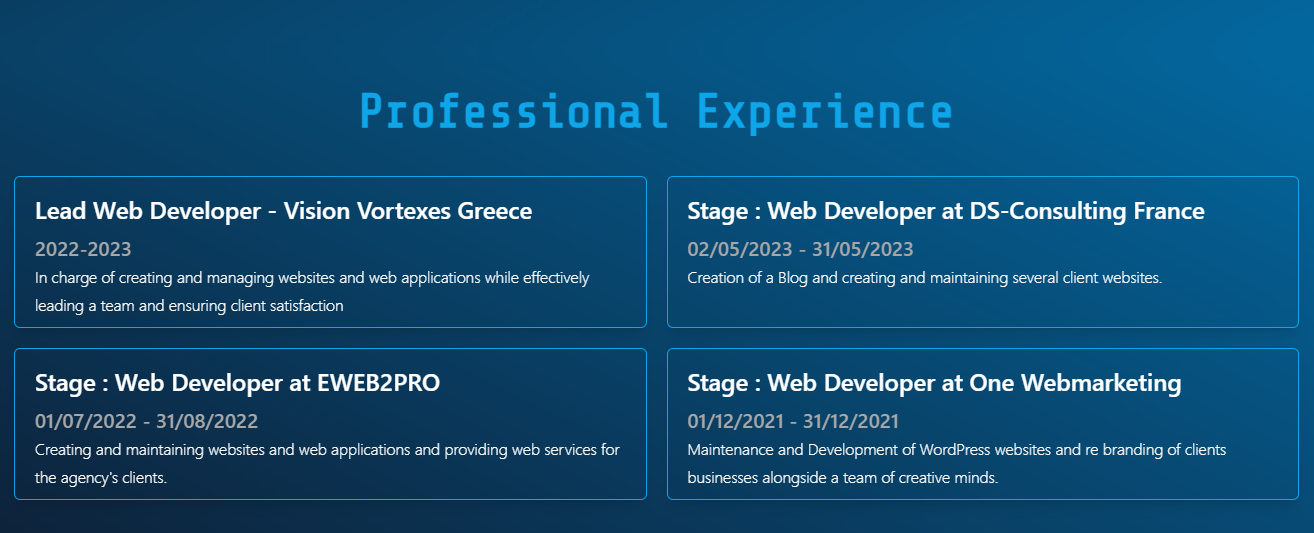 Professional Experience
Lead Web Developer - Vision Vortexes Greece
2022-2023
In charge of creating and managing websites and web applications while effectively
leading a team and ensuring client satisfaction
Stage : Web Developer at DS-Consulting France
02/05/2023 - 31/05/2023
Creation of a Blog and creating and maintaining several client websites.
Stage : Web Developer at EWEB2PRO
01/07/2022 - 31/08/2022
Creating and maintaining websites and web applications and providing web services for
the agency's clients.
Stage : Web Developer at One Webmarketing
01/12/2021 - 31/12/2021
Maintenance and Development of WordPress websites and re branding of clients
businesses alongside a team of creative minds.